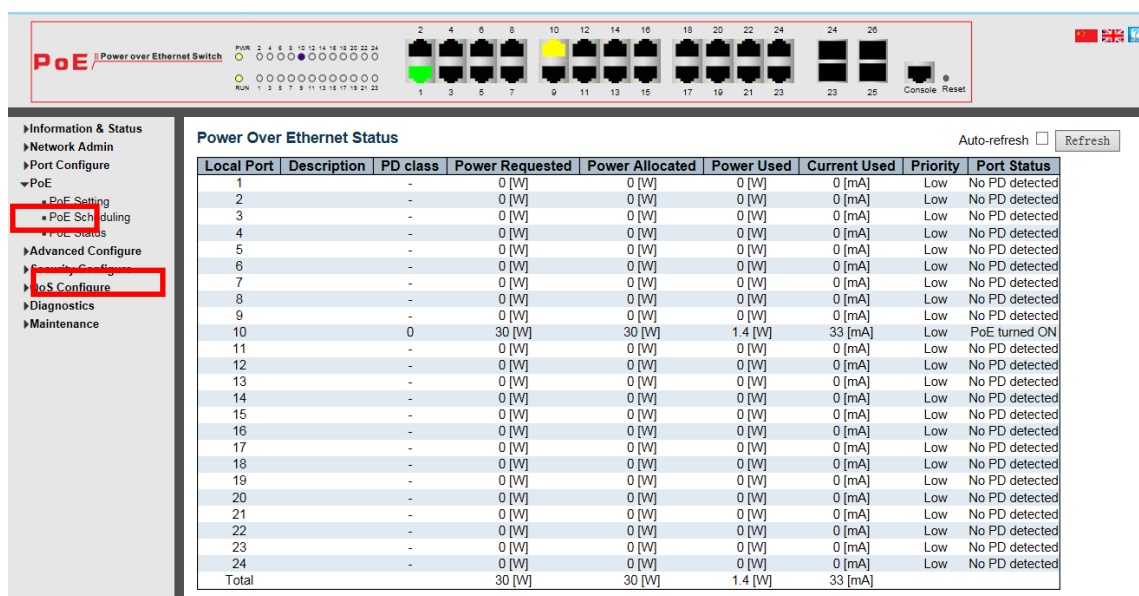 2 4 6 8 10 12 14 16 18 20 22 24 24 26
PoE Power over Ethernet Switch
PWR 2 4 6 8 10 12 14 16 18 20 22 24
RUN 1 3 5 7 9 11 13 15 17 19 21 23
1 3 5 7 9 11 13 15 17 19 21 23 23 25 Console Reset
Information & Status
Network Admin
Port Configure
PoE
PoE Setting
PoE Scheduling
PoE Status
Advanced Configure
Security Configure
QoS Configure
Diagnostics
Maintenance
Power Over Ethernet Status
Auto-refresh Refresh
Local Port Description PD class Power Requested Power Allocated Power Used Current Used Priority Port Status
1 - 0 [W] 0 [W] 0 [W] 0 [mA] Low No PD detected
2 - 0 [W] 0 [W] 0 [W] 0 [mA] Low No PD detected
3 - 0 [W] 0 [W] 0 [W] 0 [mA] Low No PD detected
4 - 0 [W] 0 [W] 0 [W] 0 [mA] Low No PD detected
5 - 0 [W] 0 [W] 0 [W] 0 [mA] Low No PD detected
6 - 0 [W] 0 [W] 0 [W] 0 [mA] Low No PD detected
7 - 0 [W] 0 [W] 0 [W] 0 [mA] Low No PD detected
8 - 0 [W] 0 [W] 0 [W] 0 [mA] Low No PD detected
9 - 0 [W] 0 [W] 0 [W] 0 [mA] Low No PD detected
10 0 30 [W] 30 [W] 1.4 [W] 33 [mA] Low PoE turned ON
11 - 0 [W] 0 [W] 0 [W] 0 [mA] Low No PD detected
12 - 0 [W] 0 [W] 0 [W] 0 [mA] Low No PD detected
13 - 0 [W] 0 [W] 0 [W] 0 [mA] Low No PD detected
14 - 0 [W] 0 [W] 0 [W] 0 [mA] Low No PD detected
15 - 0 [W] 0 [W] 0 [W] 0 [mA] Low No PD detected
16 - 0 [W] 0 [W] 0 [W] 0 [mA] Low No PD detected
17 - 0 [W] 0 [W] 0 [W] 0 [mA] Low No PD detected
18 - 0 [W] 0 [W] 0 [W] 0 [mA] Low No PD detected
19 - 0 [W] 0 [W] 0 [W] 0 [mA] Low No PD detected
20 - 0 [W] 0 [W] 0 [W] 0 [mA] Low No PD detected
21 - 0 [W] 0 [W] 0 [W] 0 [mA] Low No PD detected
22 - 0 [W] 0 [W] 0 [W] 0 [mA] Low No PD detected
23 - 0 [W] 0 [W] 0 [W] 0 [mA] Low No PD detected
24 - 0 [W] 0 [W] 0 [W] 0 [mA] Low No PD detected
Total 30 [W] 30 [W] 1.4 [W] 33 [mA]